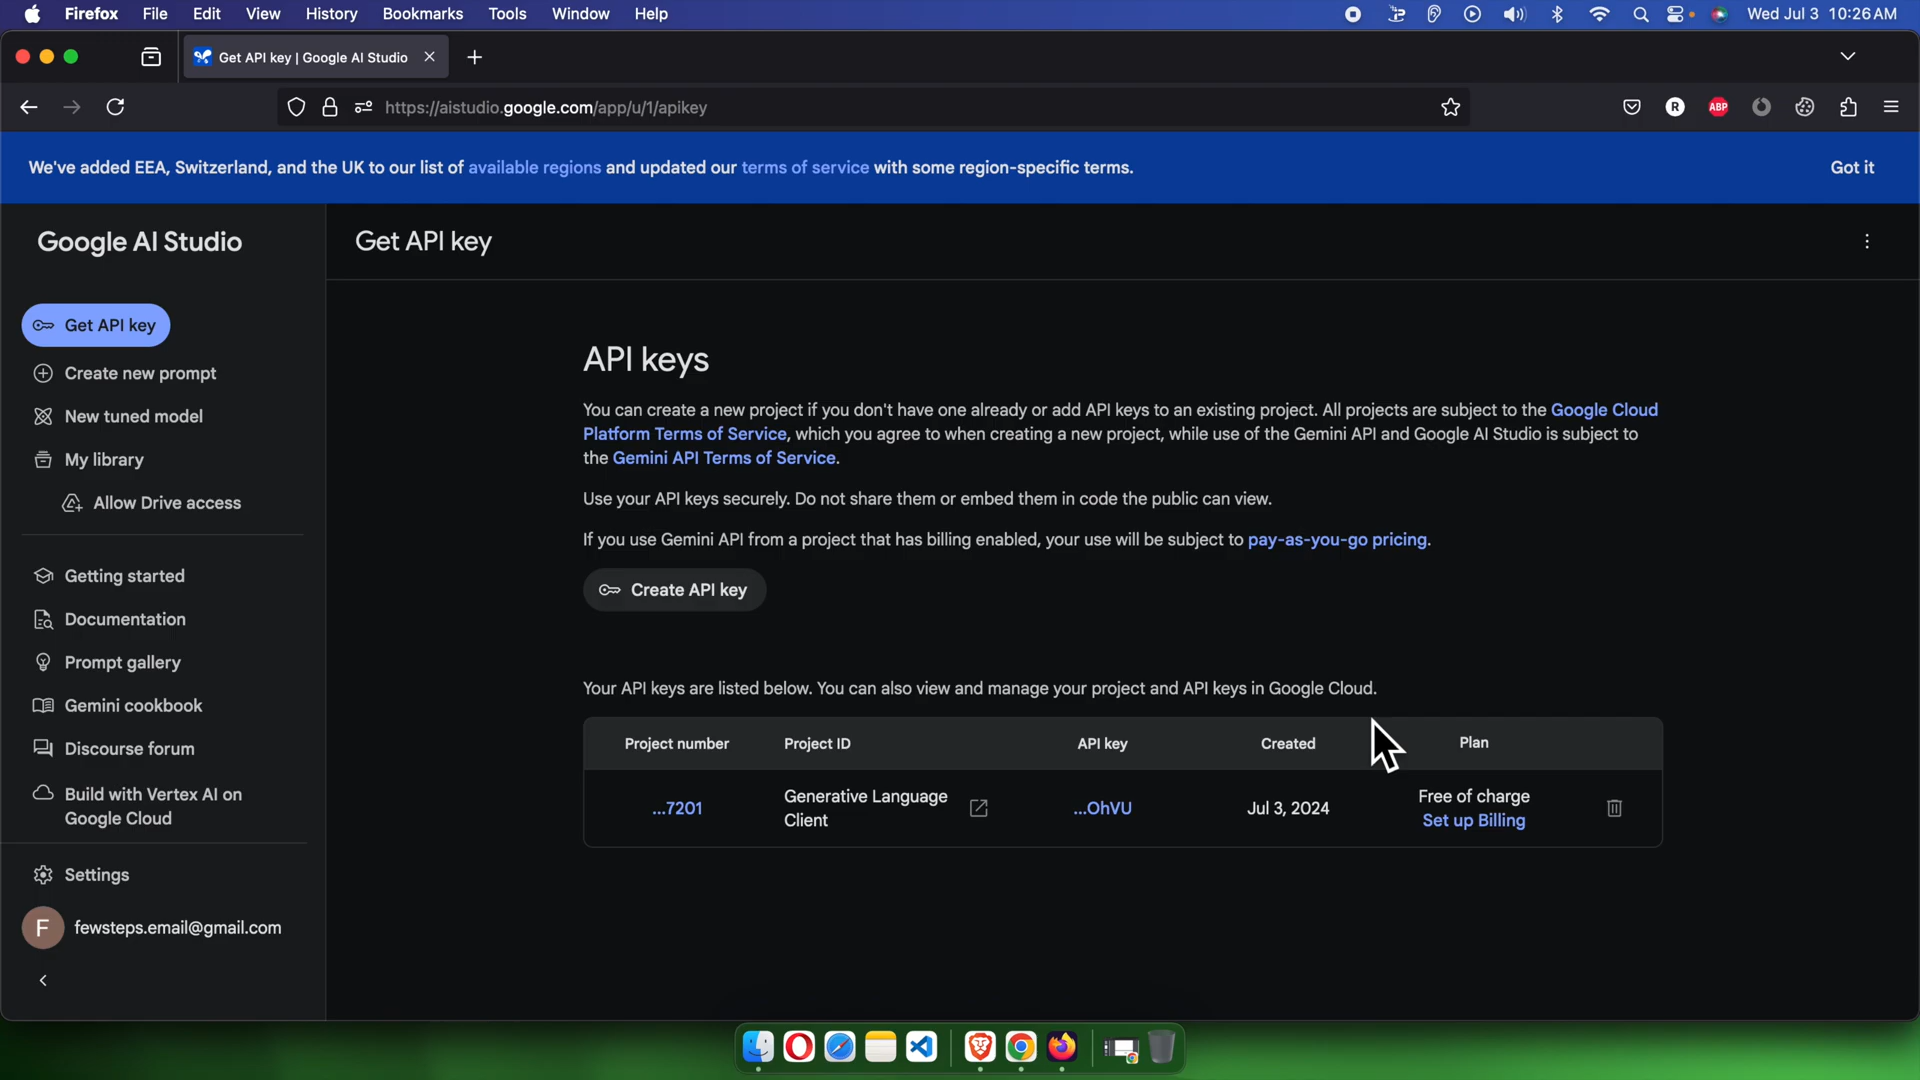 Firefox File Edit View History Bookmarks Tools Window Help Wed Jul 3 10:26 AM
Get API key | Google AI Studio
https://aistudio.google.com/app/u/1/apikey
R ABP
We've added EEA, Switzerland, and the UK to our list of available regions and updated our terms of service with some region-specific terms. Got it
Google AI Studio
Get API key
Get API key
Create new prompt
New tuned model
My library
Allow Drive access
Getting started
Documentation
Prompt gallery
Gemini cookbook
Discourse forum
Build with Vertex AI on
Google Cloud
Settings
F fewsteps.email@gmail.com
API keys
You can create a new project if you don't have one already or add API keys to an existing project. All projects are subject to the Google Cloud
Platform Terms of Service, which you agree to when creating a new project, while use of the Gemini API and Google AI Studio is subject to
the Gemini API Terms of Service.
Use your API keys securely. Do not share them or embed them in code the public can view.
If you use Gemini API from a project that has billing enabled, your use will be subject to pay-as-you-go pricing.
Create API key
Your API keys are listed below. You can also view and manage your project and API keys in Google Cloud.
Project number Project ID API key Created Plan
...7201 Generative Language Client ...OhVU Jul 3, 2024 Free of charge
Set up Billing